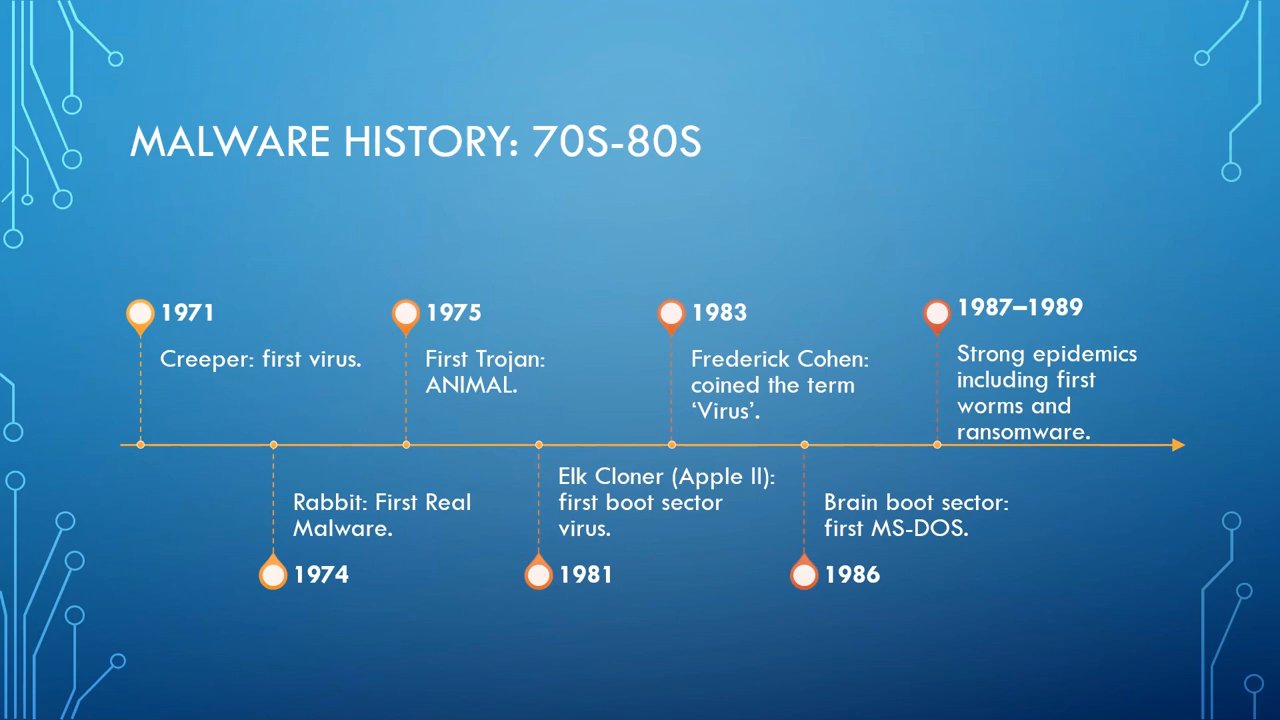 MALWARE HISTORY: 70S-80S
1971
Creeper: first virus.
Rabbit: First Real
Malware.
1974
1975
First Trojan:
ANIMAL.
Elk Cloner (Apple II):
first boot sector
virus.
1981
1983
Frederick Cohen:
coined the term
‘Virus’.
Brain boot sector:
first MS-DOS.
1986
1987–1989
Strong epidemics
including first
worms and
ransomware.